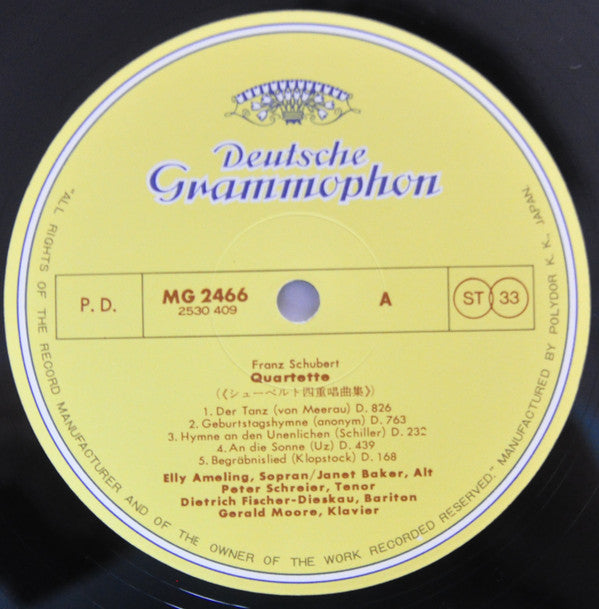 Deutsche
Grammophon
P. D.
MG 2466
2530 409
A
ST 33
Franz Schubert
Quartette
(《シューベルト四重唱曲集》)
1. Der Tanz (von Meerau) D. 826
2. Geburtstagshymne (anonym) D. 763
3. Hymne an den Unenlichen (Schiller) D. 232
4. An die Sonne (Uz) D. 439
5. Begräbnislied (Klopstock) D. 168
Elly Ameling, Sopran/Janet Baker, Alt
Peter Schreier, Tenor
Dietrich Fischer-Dieskau, Bariton
Gerald Moore, Klavier
"ALL RIGHTS OF THE RECORD MANUFACTURER AND OF THE OWNER OF THE WORK RECORDED RESERVED." MANUFACTURED BY POLYDOR K. K., JAPAN.